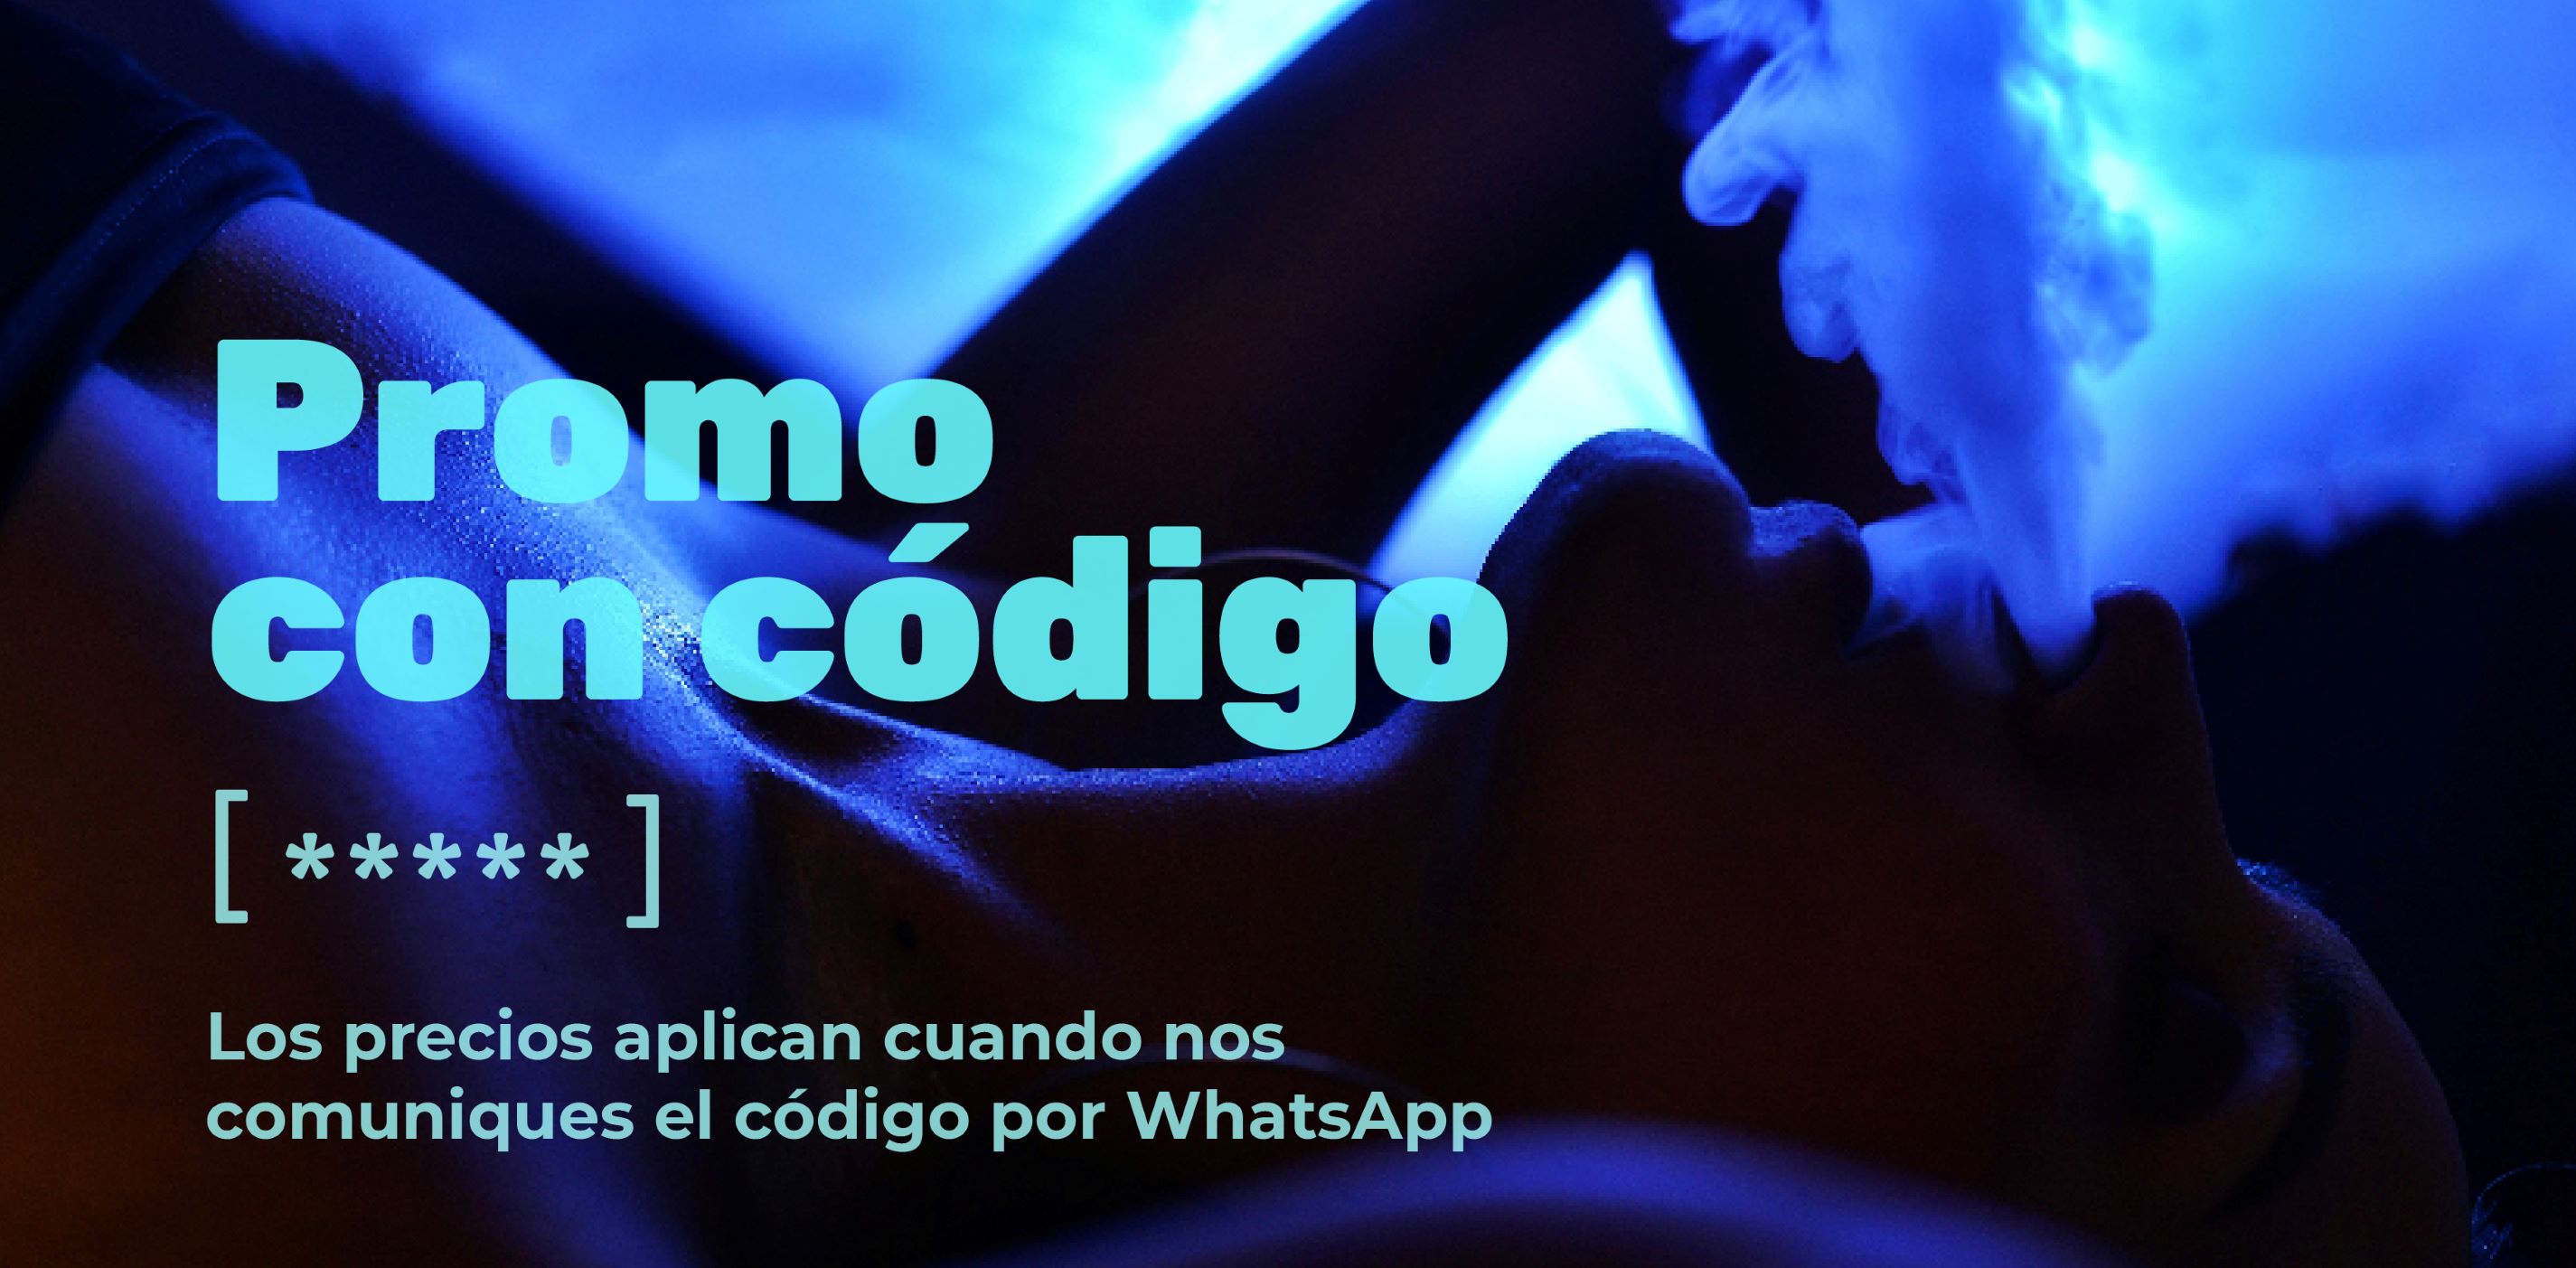 Promo
con código
[ ***** ]
Los precios aplican cuando nos
comuniques el código por WhatsApp